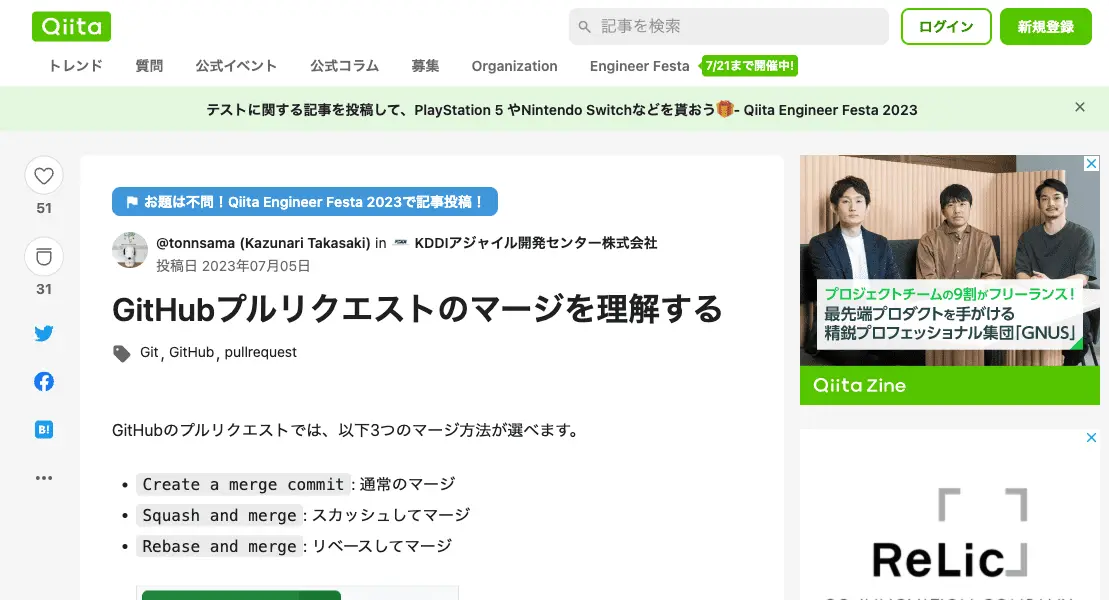 Qiita
記事を検索
ログイン
新規登録
トレンド
質問
公式イベント
公式コラム
募集
Organization
Engineer Festa
7/21まで開催中!
テストに関する記事を投稿して、PlayStation 5 やNintendo Switchなどを貰おう🎁- Qiita Engineer Festa 2023
51
31
B!
お題は不問！Qiita Engineer Festa 2023で記事投稿！
@tonnsama (Kazunari Takasaki) in KDDIアジャイル開発センター株式会社
投稿日 2023年07月05日
GitHubプルリクエストのマージを理解する
Git, GitHub, pullrequest
GitHubのプルリクエストでは、以下3つのマージ方法が選べます。
• Create a merge commit : 通常のマージ
• Squash and merge : スカッシュしてマージ
• Rebase and merge : リベースしてマージ
プロジェクトチームの9割がフリーランス！
最先端プロダクトを手がける
精鋭プロフェッショナル集団「GNUS」
Qiita Zine
ReLic